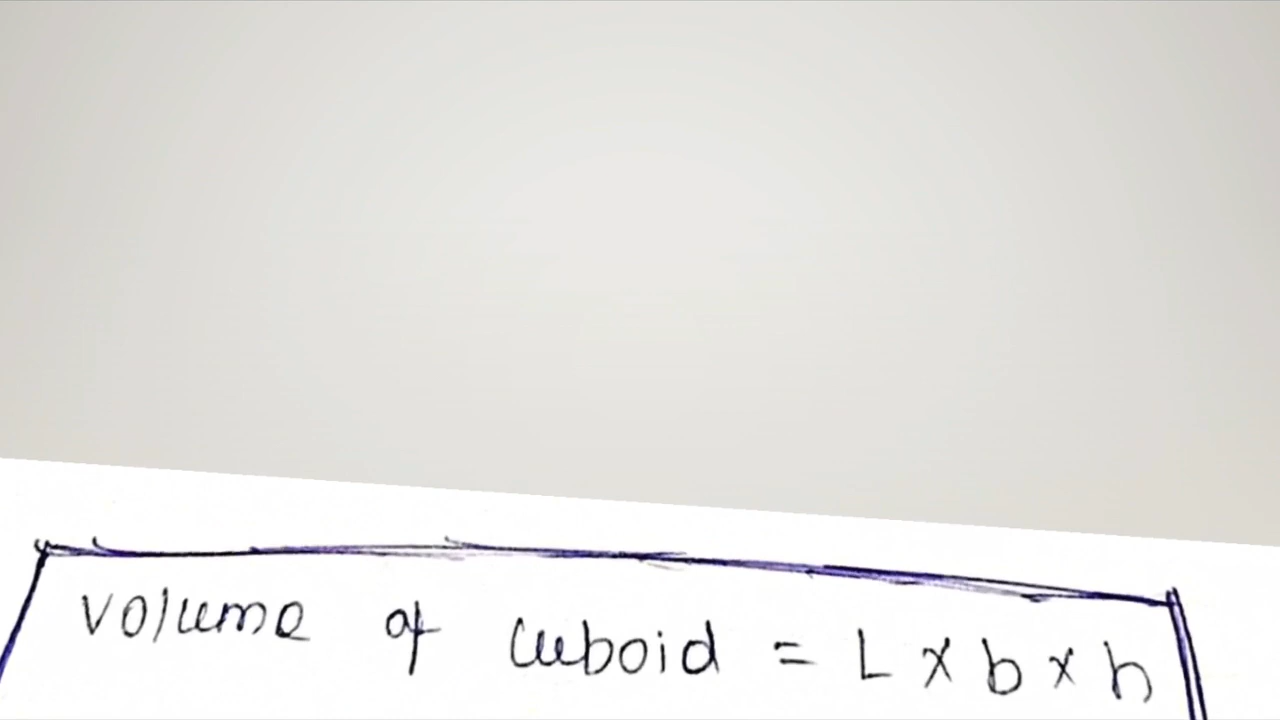 volume of cuboid = L × b × h